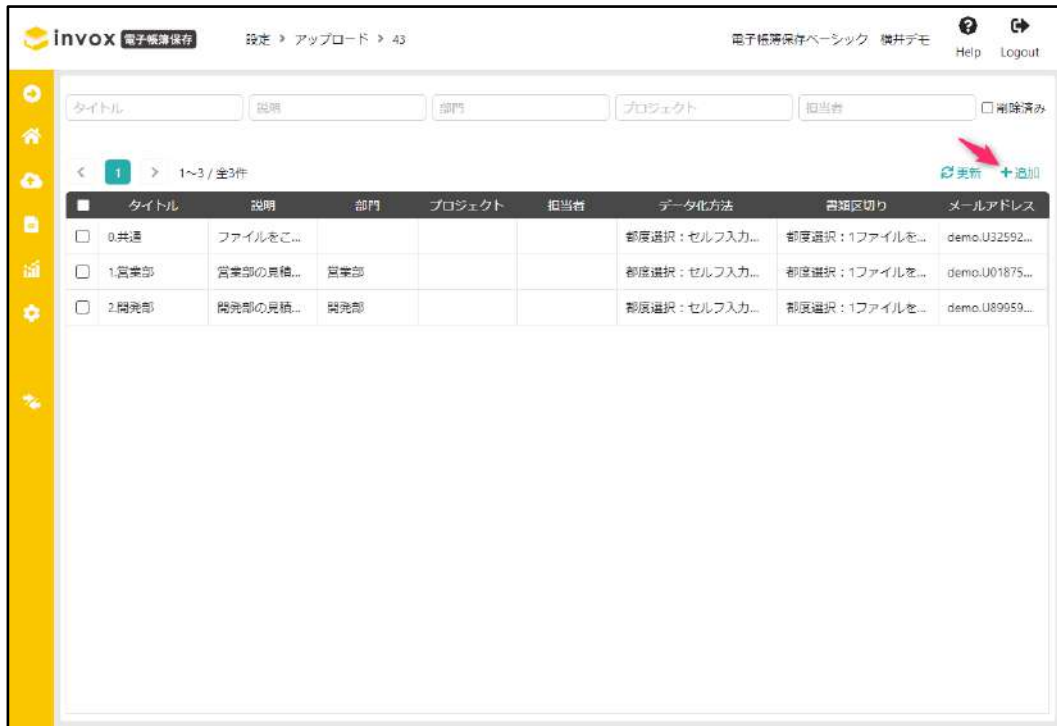 invox 電子帳簿保存 設定 > アップロード > 43 電子帳簿保存ベーシック 横井デモ Help Logout
タイトル 説明 部門 プロジェクト 担当者 削除済み
< 1 > 1~3 / 全3件 更新 +追加
タイトル 説明 部門 プロジェクト 担当者 データ化方法 書類区切り メールアドレス
0.共通 ファイルをこ... 都度選択：セルフ入力... 都度選択：1ファイルを... demo.U32592...
1.営業部 営業部の見積... 営業部 都度選択：セルフ入力... 都度選択：1ファイルを... demo.U01875...
2.開発部 開発部の見積... 開発部 都度選択：セルフ入力... 都度選択：1ファイルを... demo.U89959...